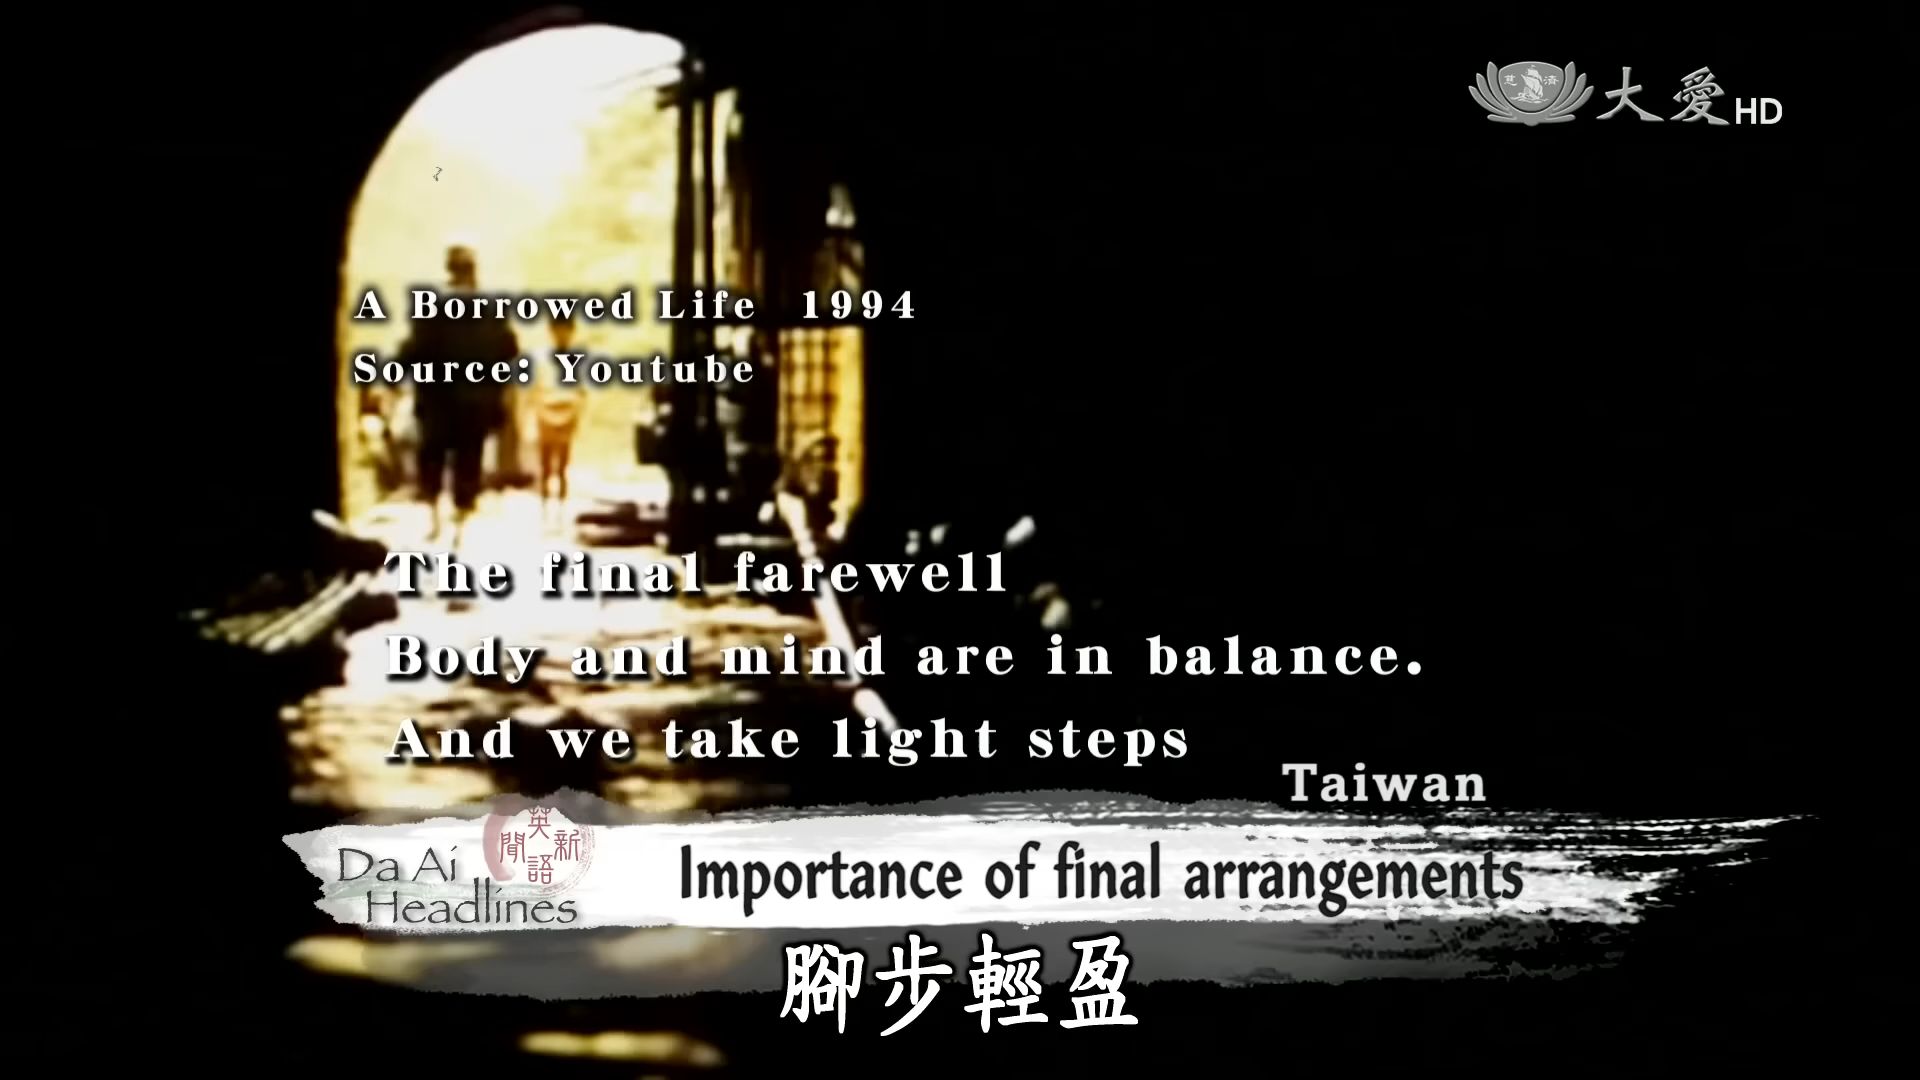 慈濟
大愛HD
A Borrowed Life 1994
Source: Youtube
The final farewell
Body and mind are in balance.
And we take light steps
Taiwan
英語新聞
Da Ai
Headlines
Importance of final arrangements
腳步輕盈